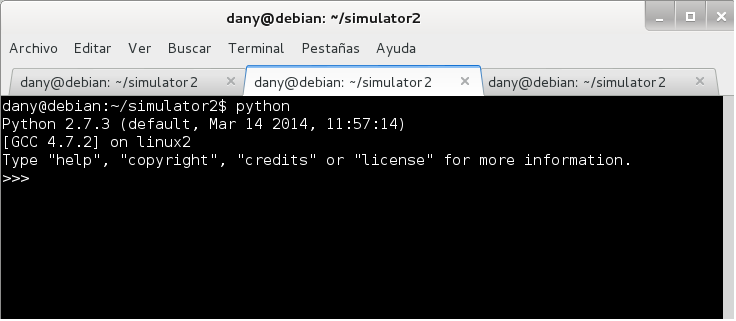 dany@debian: ~/simulator2
Archivo Editar Ver Buscar Terminal Pestañas Ayuda
dany@debian: ~/simulator2 dany@debian: ~/simulator2 dany@debian: ~/simulator2
dany@debian:~/simulator2$ python
Python 2.7.3 (default, Mar 14 2014, 11:57:14)
[GCC 4.7.2] on linux2
Type "help", "copyright", "credits" or "license" for more information.
>>>